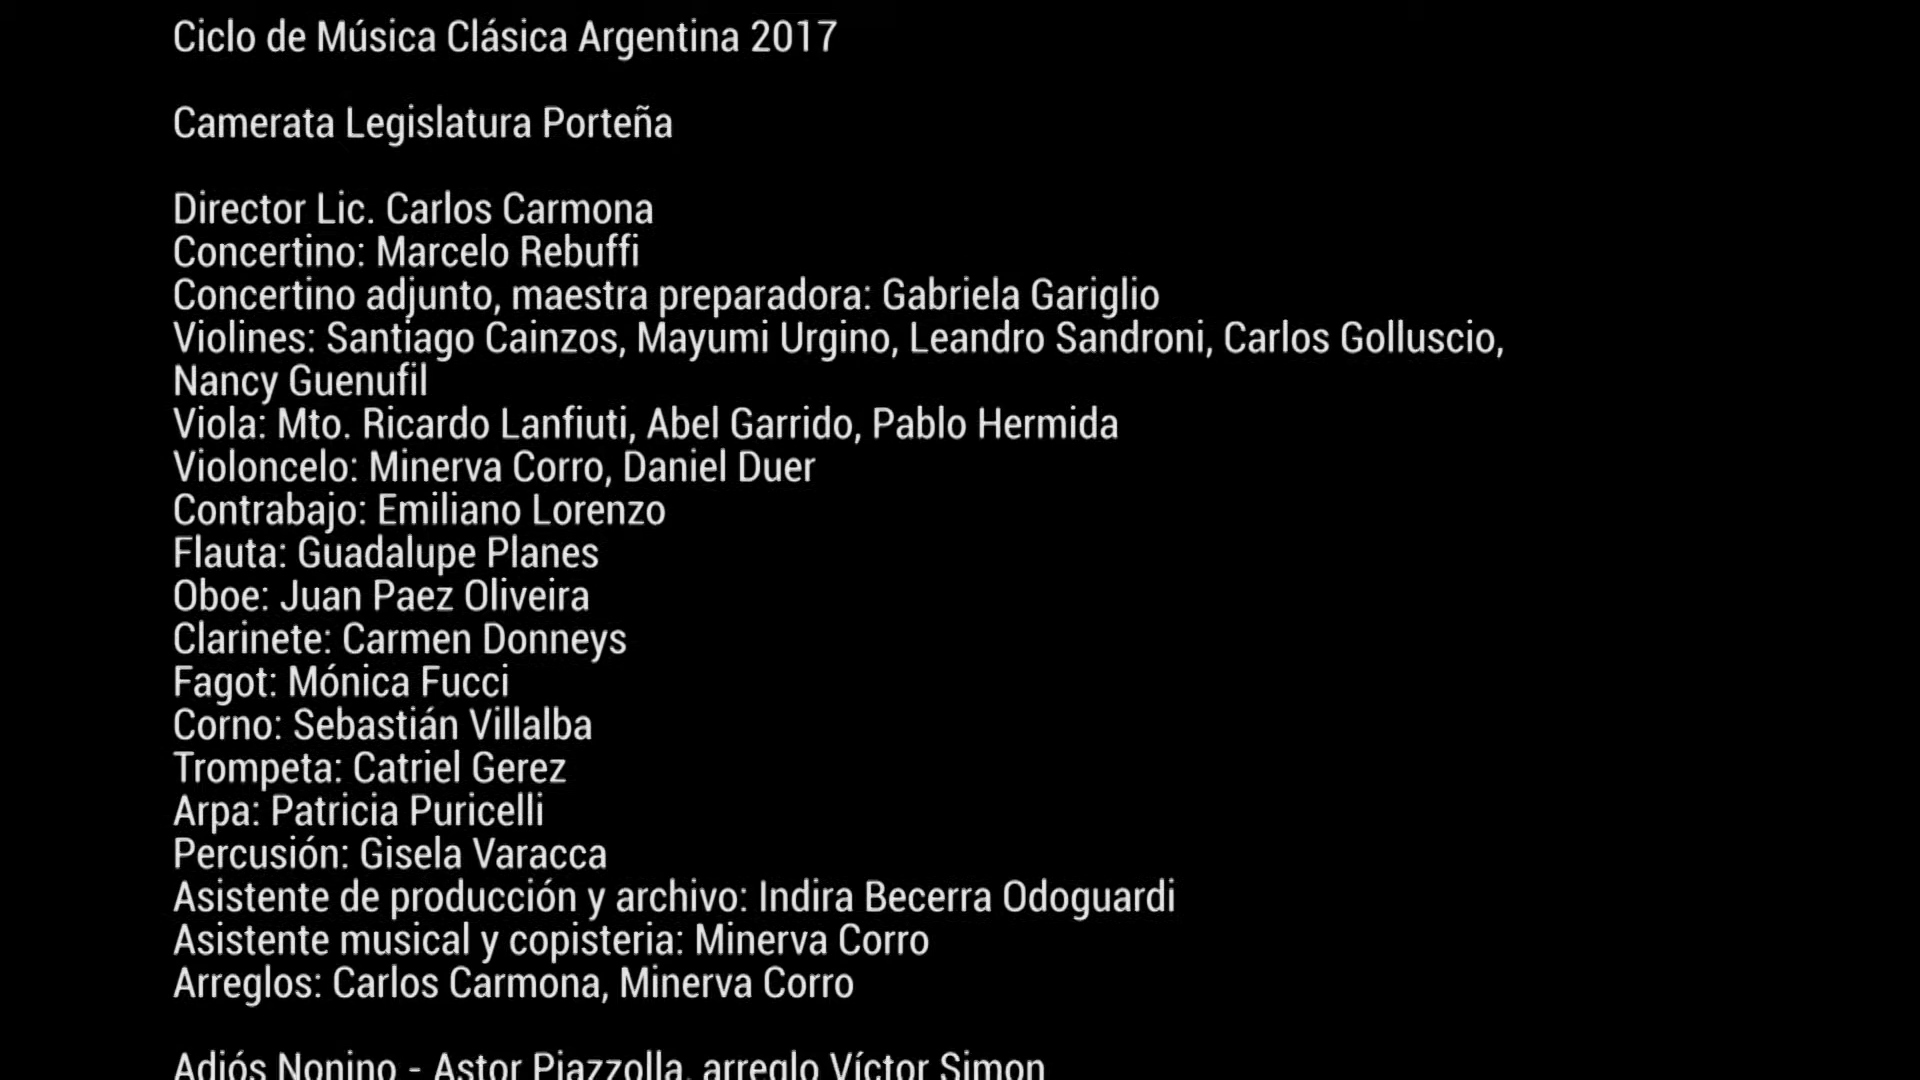 Ciclo de Música Clásica Argentina 2017
Camerata Legislatura Porteña
Director Lic. Carlos Carmona
Concertino: Marcelo Rebuffi
Concertino adjunto, maestra preparadora: Gabriela Gariglio
Violines: Santiago Cainzos, Mayumi Urgino, Leandro Sandroni, Carlos Golluscio,
Nancy Guenufil
Viola: Mto. Ricardo Lanfiuti, Abel Garrido, Pablo Hermida
Violoncelo: Minerva Corro, Daniel Duer
Contrabajo: Emiliano Lorenzo
Flauta: Guadalupe Planes
Oboe: Juan Paez Oliveira
Clarinete: Carmen Donneys
Fagot: Mónica Fucci
Corno: Sebastián Villalba
Trompeta: Catriel Gerez
Arpa: Patricia Puricelli
Percusión: Gisela Varacca
Asistente de producción y archivo: Indira Becerra Odoguardi
Asistente musical y copisteria: Minerva Corro
Arreglos: Carlos Carmona, Minerva Corro
Adiós Nonino - Astor Piazzolla, arreglo Víctor Simon